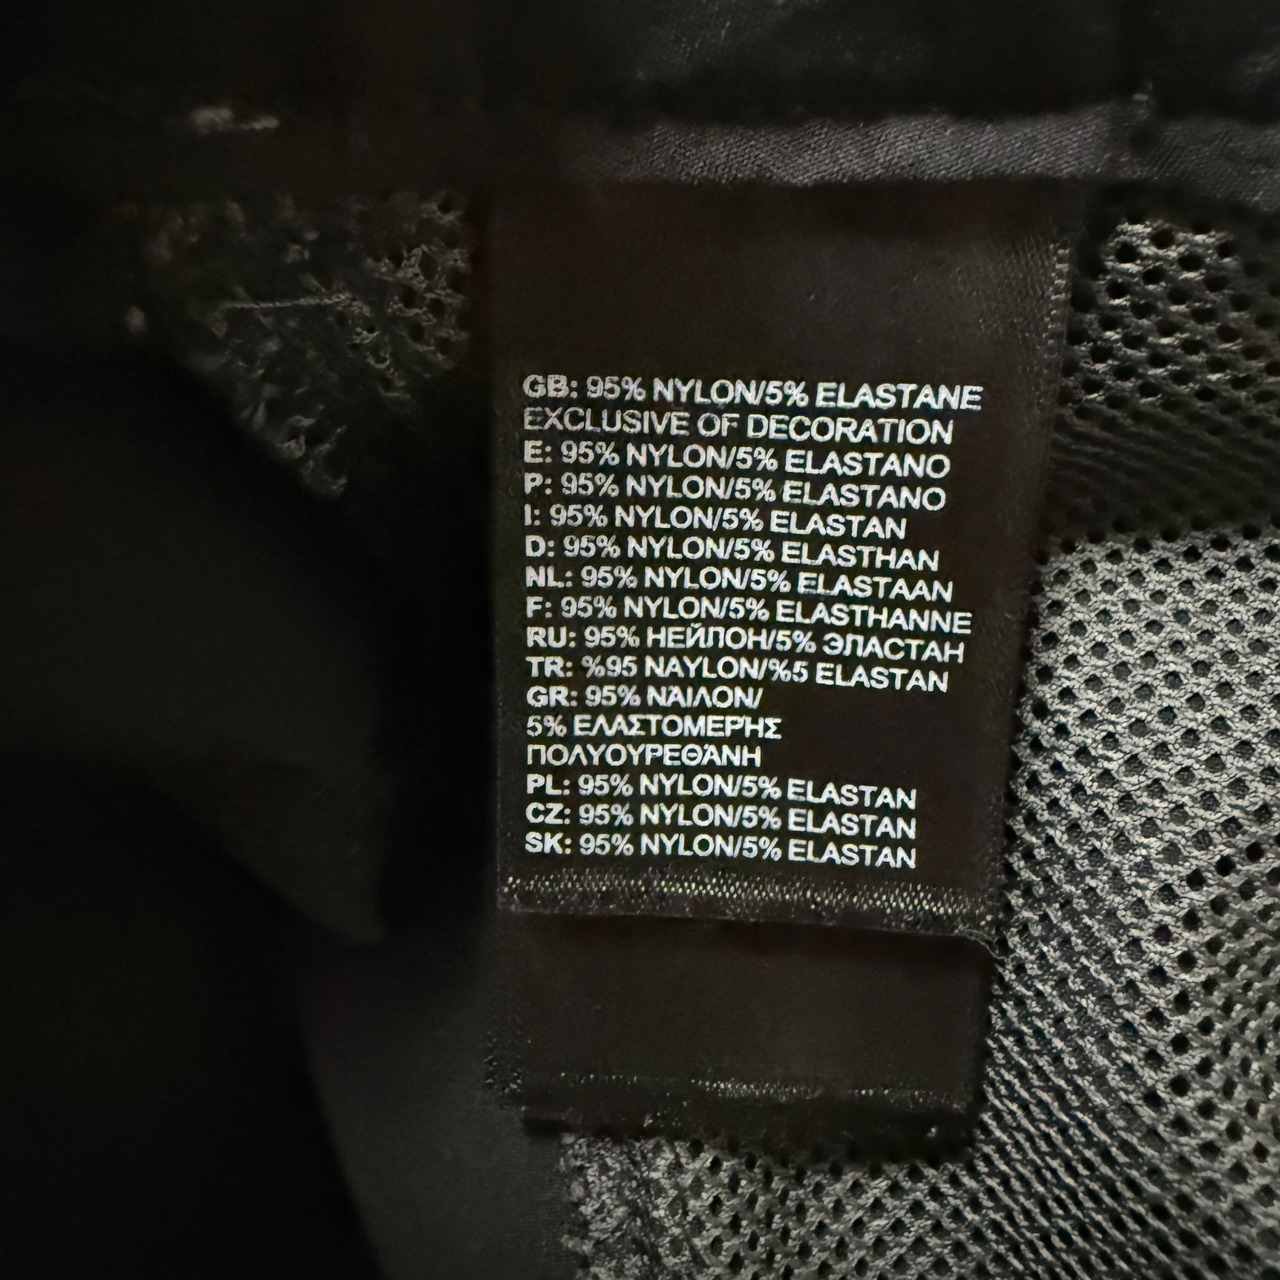 GB: 95% NYLON/5% ELASTANE
EXCLUSIVE OF DECORATION
E: 95% NYLON/5% ELASTANO
P: 95% NYLON/5% ELASTANO
I: 95% NYLON/5% ELASTAN
D: 95% NYLON/5% ELASTHAN
NL: 95% NYLON/5% ELASTAAN
F: 95% NYLON/5% ELASTHANNE
RU: 95% НЕЙЛОН/5% ЭЛАСТАН
TR: %95 NAYLON/%5 ELASTAN
GR: 95% ΝΆΙΛΟΝ/
5% ΕΛΑΣΤΟΜΕΡΉΣ
ΠΟΛΥΟΥΡΕΘΆΝΗ
PL: 95% NYLON/5% ELASTAN
CZ: 95% NYLON/5% ELASTAN
SK: 95% NYLON/5% ELASTAN